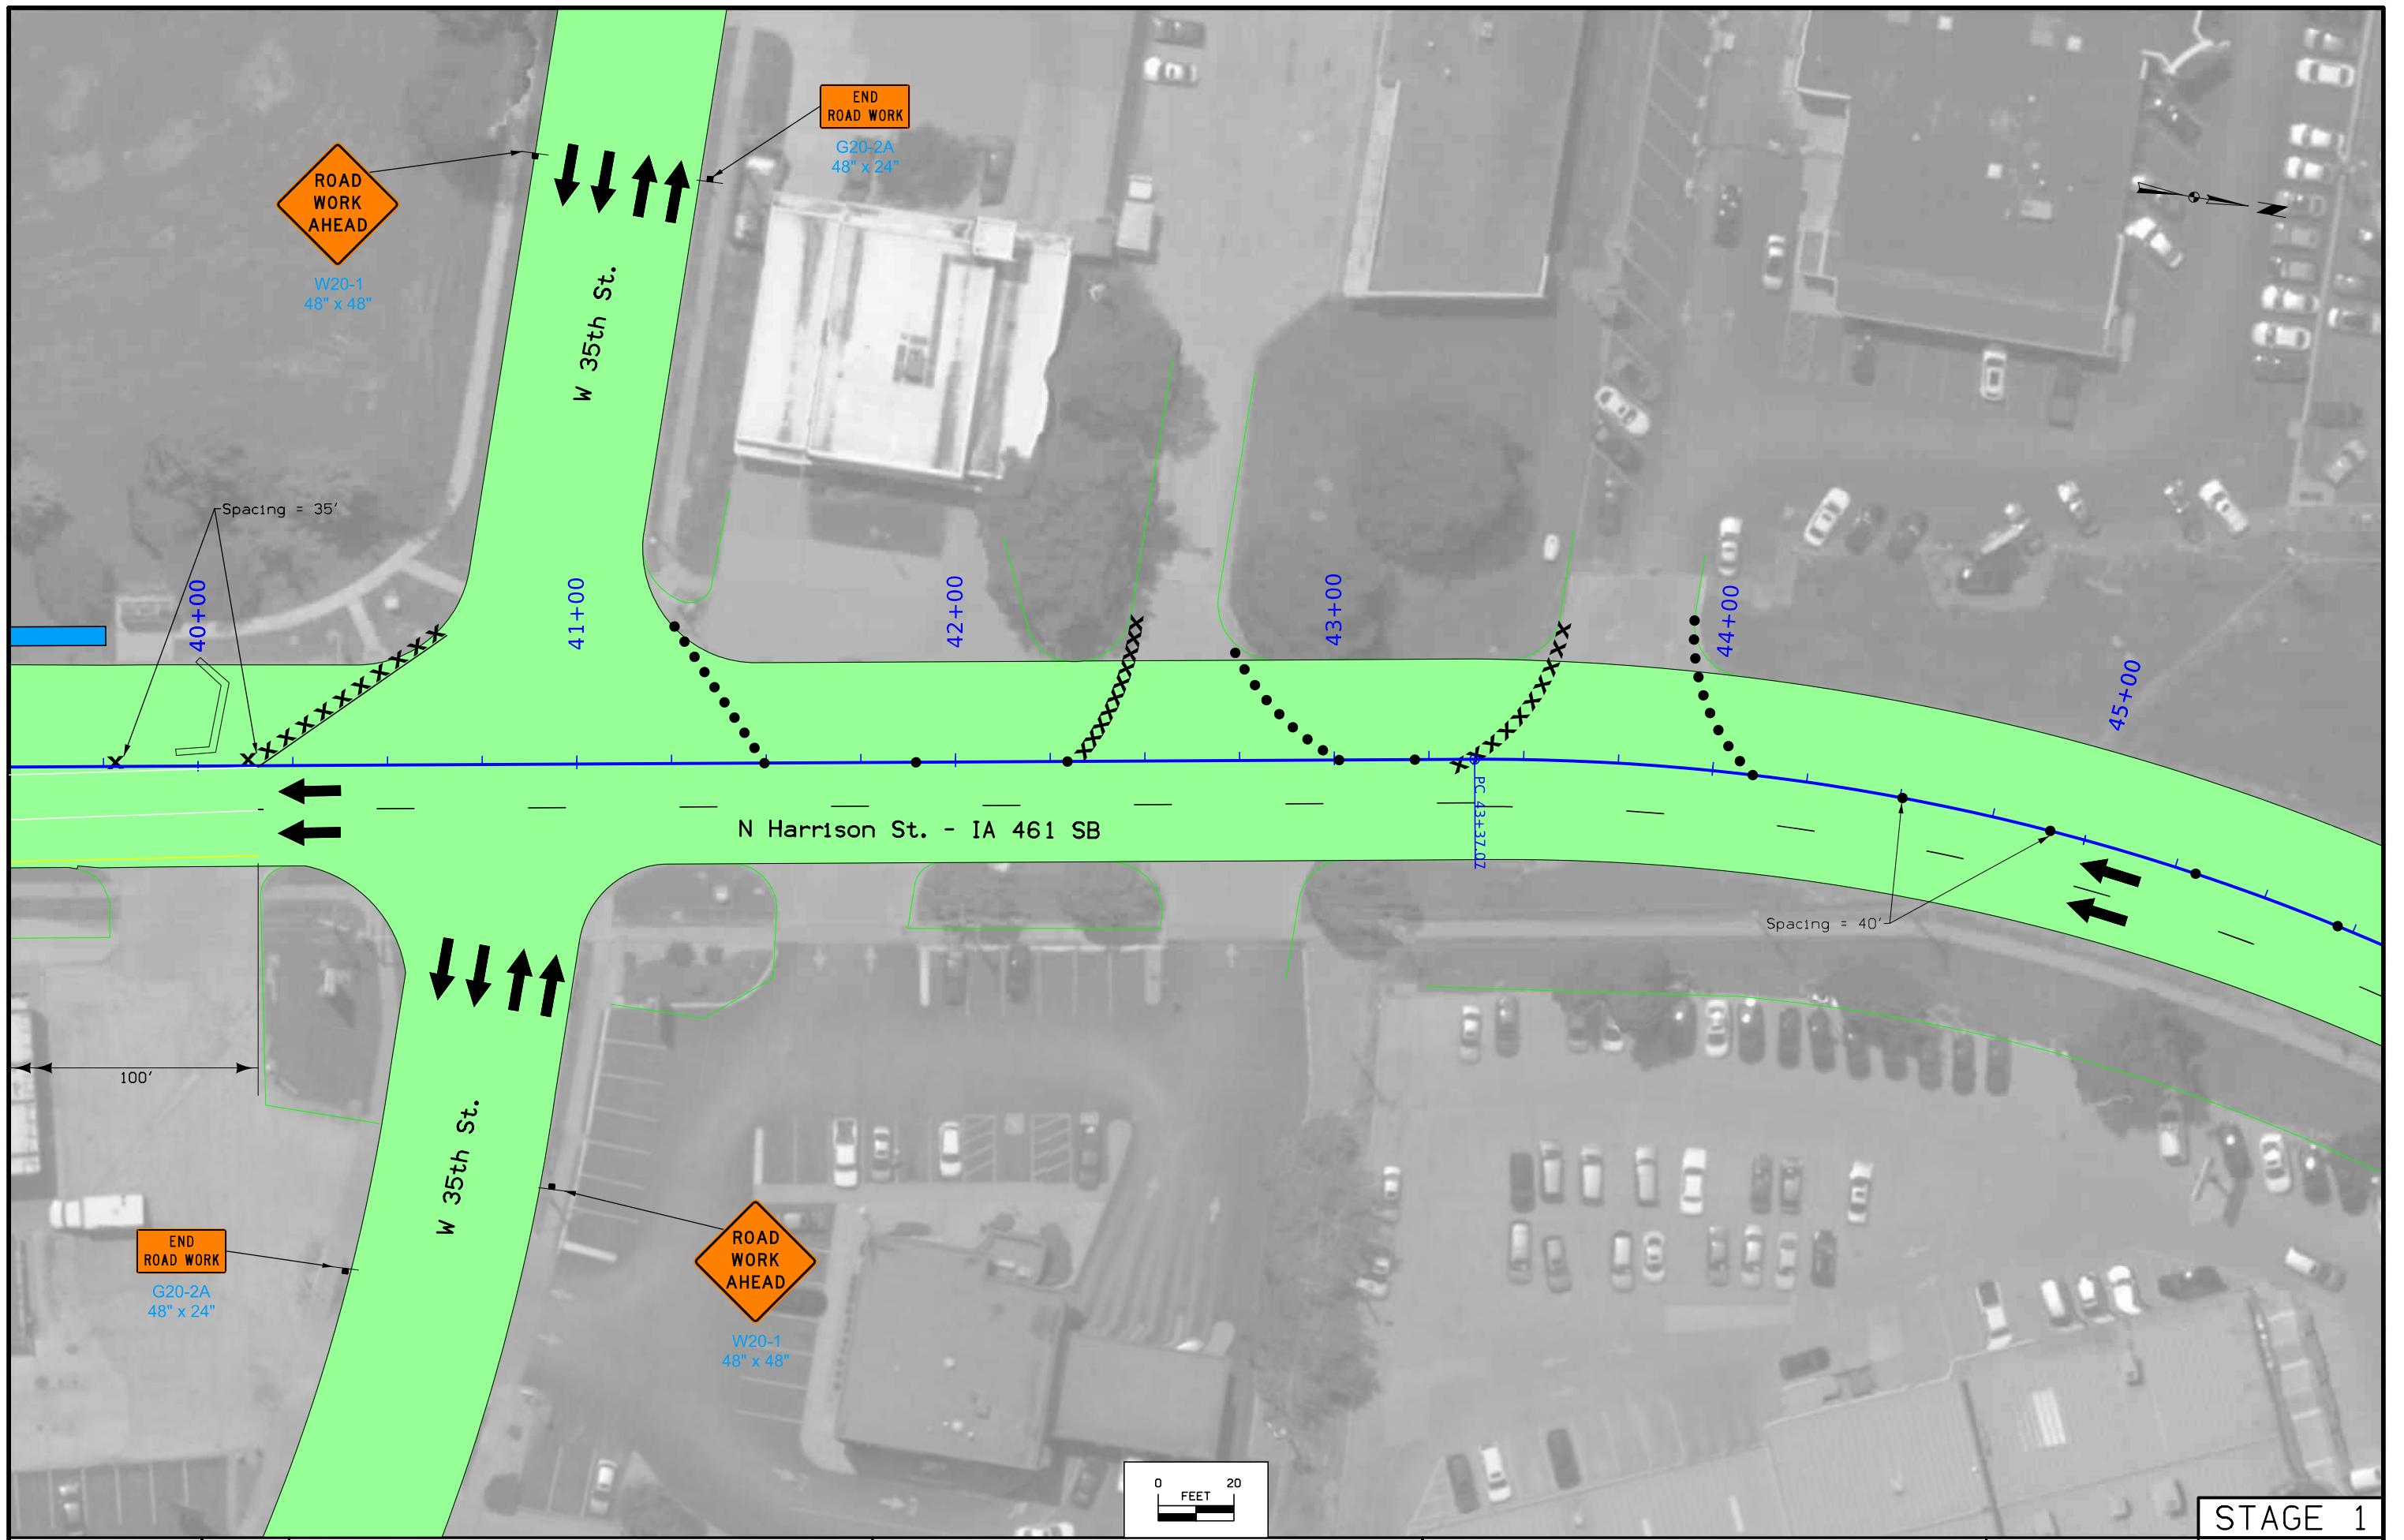 END
ROAD WORK
G20-2A
48" x 24"
ROAD
WORK
AHEAD
W20-1
48" x 48"
W 35th St.
Spacing = 35'
40+00
41+00
42+00
43+00
44+00
45+00
PC 43+37.07
N Harrison St. - IA 461 SB
Spacing = 40'
100'
W 35th St.
END
ROAD WORK
G20-2A
48" x 24"
ROAD
WORK
AHEAD
W20-1
48" x 48"
0 20
FEET
STAGE 1